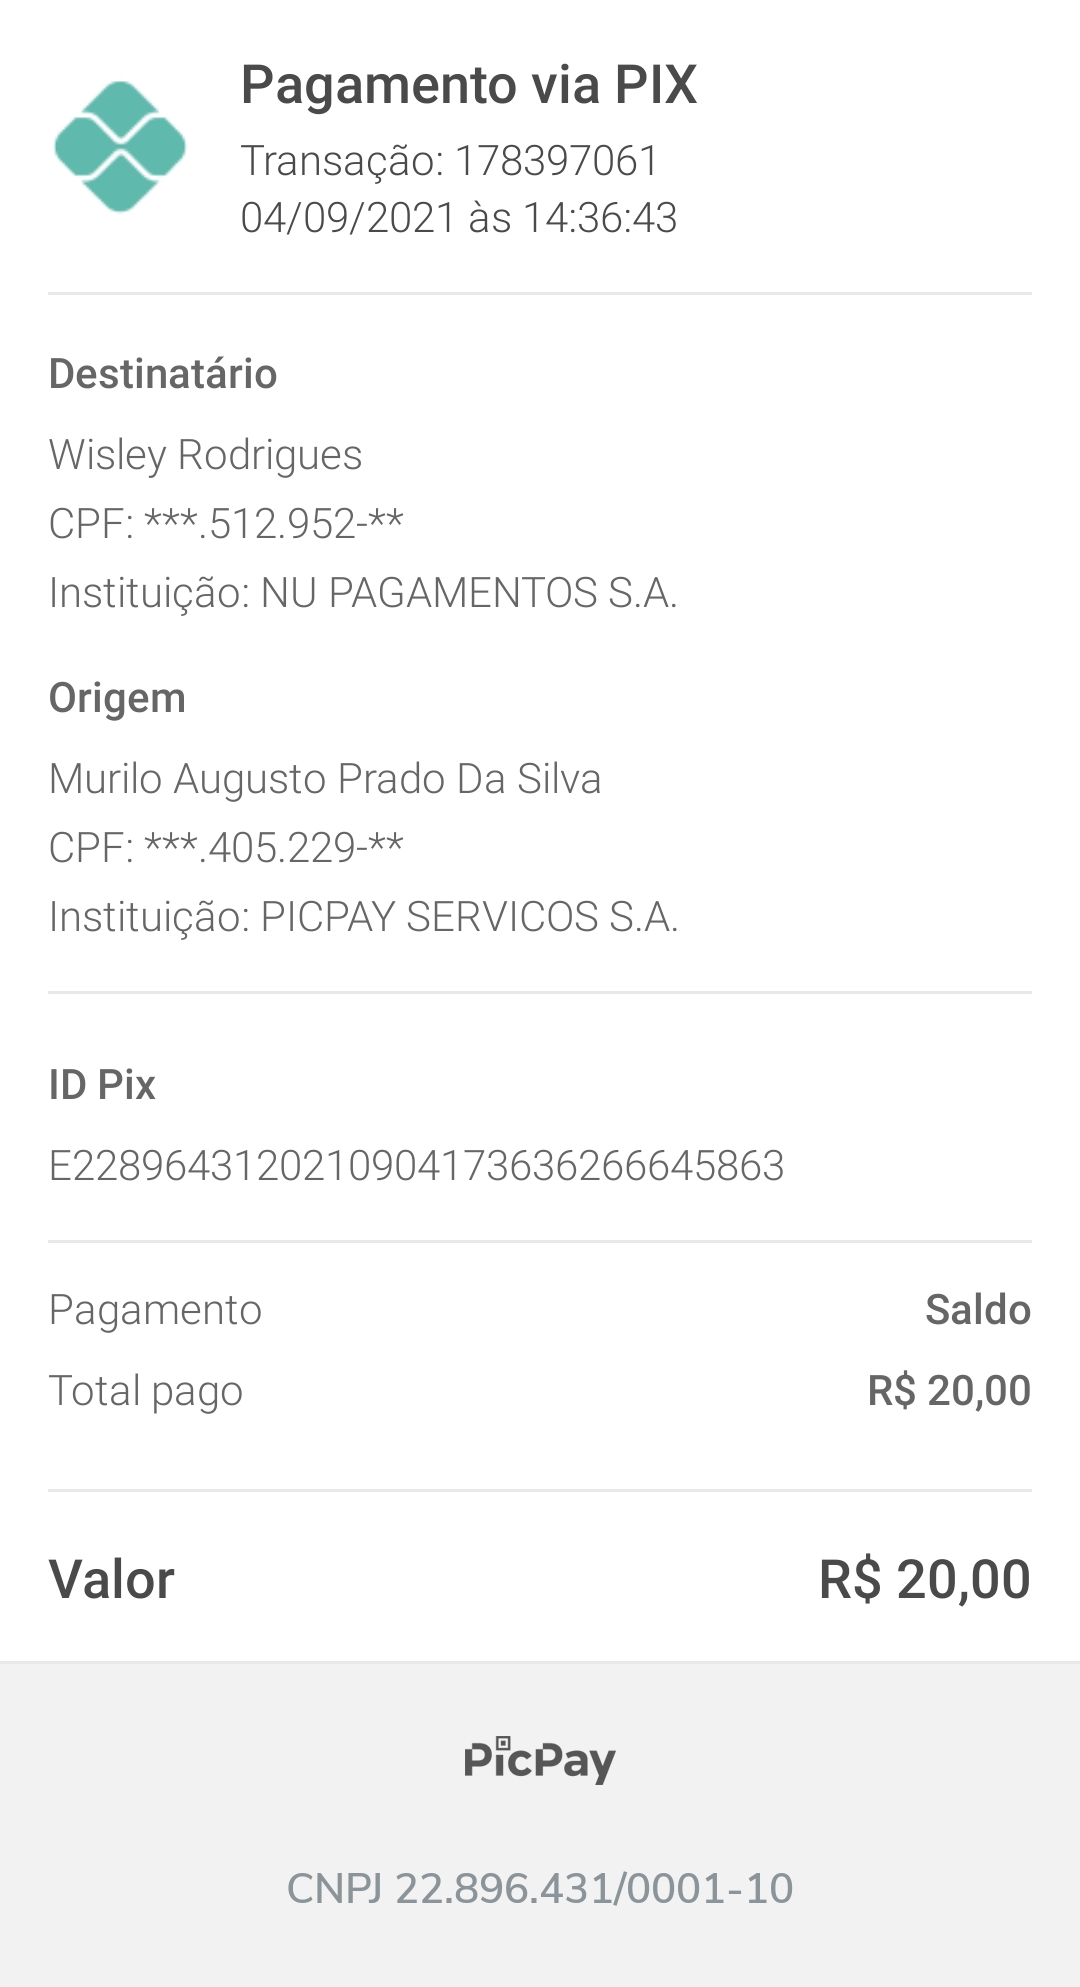 Pagamento via PIX
Transação: 178397061
04/09/2021 às 14:36:43
Destinatário
Wisley Rodrigues
CPF: ***.512.952-**
Instituição: NU PAGAMENTOS S.A.
Origem
Murilo Augusto Prado Da Silva
CPF: ***.405.229-**
Instituição: PICPAY SERVICOS S.A.
ID Pix
E2289643120210904173636266645863
Pagamento Saldo
Total pago R$ 20,00
Valor R$ 20,00
PicPay
CNPJ 22.896.431/0001-10